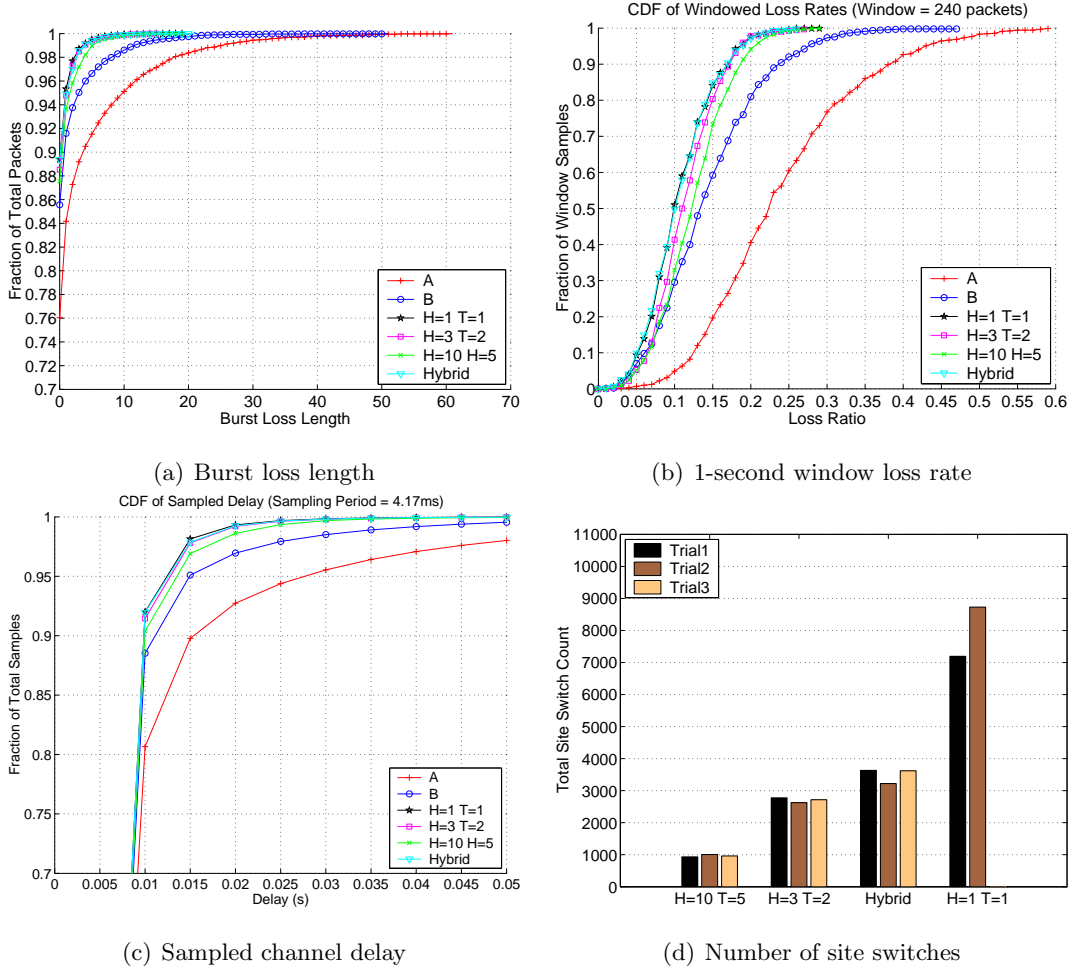 1
0.98
0.96
0.94
0.92
0.9
0.88
0.86
0.84
0.82
0.8
0.78
0.76
0.74
0.72
0.7
0 10 20 30 40 50 60 70
Fraction of Total Packets
Burst Loss Length
A
B
H=1 T=1
H=3 T=2
H=10 H=5
Hybrid
(a) Burst loss length
CDF of Windowed Loss Rates (Window = 240 packets)
1
0.9
0.8
0.7
0.6
0.5
0.4
0.3
0.2
0.1
0
0 0.05 0.1 0.15 0.2 0.25 0.3 0.35 0.4 0.45 0.5 0.55 0.6
Fraction of Window Samples
Loss Ratio
A
B
H=1 T=1
H=3 T=2
H=10 H=5
Hybrid
(b) 1-second window loss rate
CDF of Sampled Delay (Sampling Period = 4.17ms)
1
0.95
0.9
0.85
0.8
0.75
0.7
0 0.005 0.01 0.015 0.02 0.025 0.03 0.035 0.04 0.045 0.05
Fraction of Total Samples
Delay (s)
A
B
H=1 T=1
H=3 T=2
H=10 H=5
Hybrid
(c) Sampled channel delay
11000
10000
9000
8000
7000
6000
5000
4000
3000
2000
1000
0
Total Site Switch Count
Trial1
Trial2
Trial3
H=10 T=5 H=3 T=2 Hybrid H=1 T=1
(d) Number of site switches